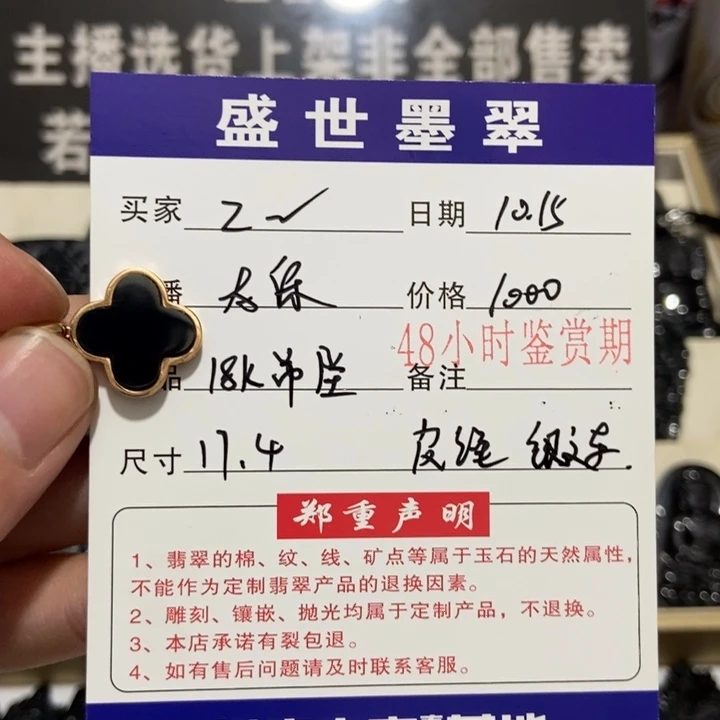 主播选货上架非全部售卖
若
盛世墨翠
买家 乙 日期 10.15
播 价格 1000
48小时鉴赏期
品 18K吊坠 备注
尺寸 17.4 皮绳
郑重声明
1、翡翠的棉、纹、线、矿点等属于玉石的天然属性,
不能作为定制翡翠产品的退换因素。
2、雕刻、镶嵌、抛光均属于定制产品，不退换。
3、本店承诺有裂包退。
4、如有售后问题请及时联系客服。